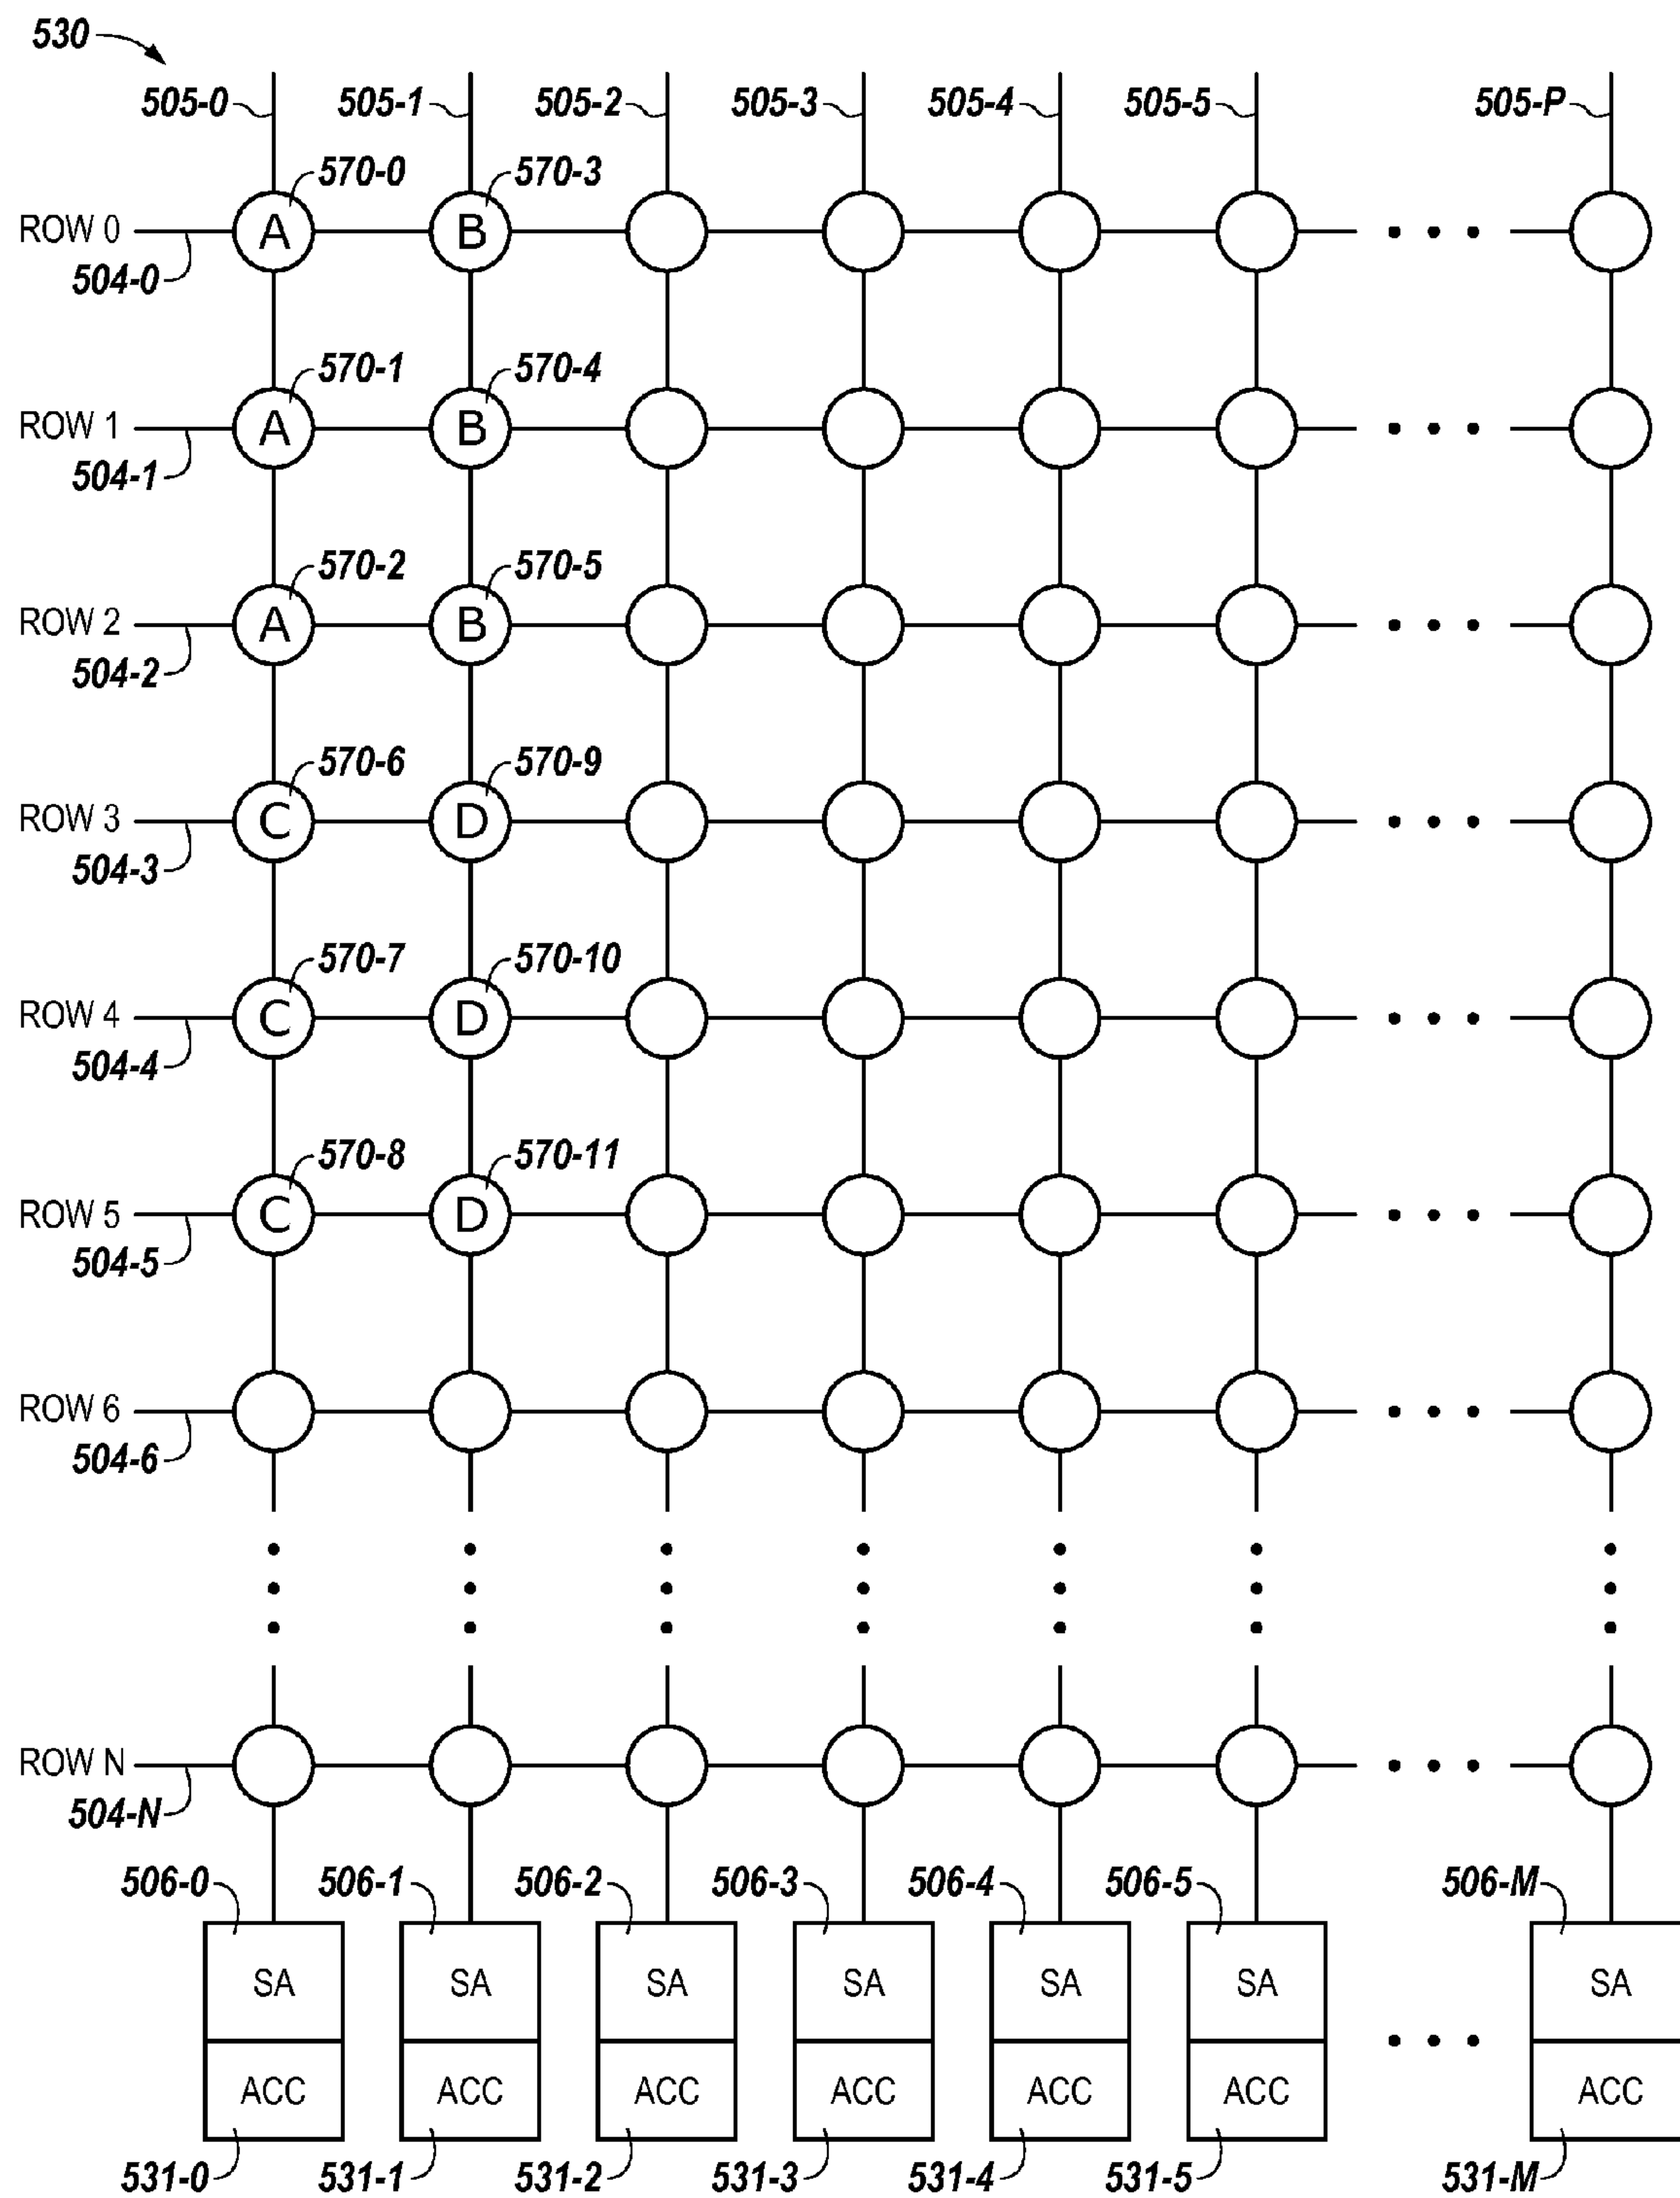 530
505-0 505-1 505-2 505-3 505-4 505-5 505-P
570-0 570-3
ROW 0 A B
504-0
570-1 570-4
ROW 1 A B
504-1
570-2 570-5
ROW 2 A B
504-2
570-6 570-9
ROW 3 C D
504-3
570-7 570-10
ROW 4 C D
504-4
570-8 570-11
ROW 5 C D
504-5
ROW 6
504-6
ROW N
504-N
506-0 506-1 506-2 506-3 506-4 506-5 506-M
SA SA SA SA SA SA SA
ACC ACC ACC ACC ACC ACC ACC
531-0 531-1 531-2 531-3 531-4 531-5 531-M